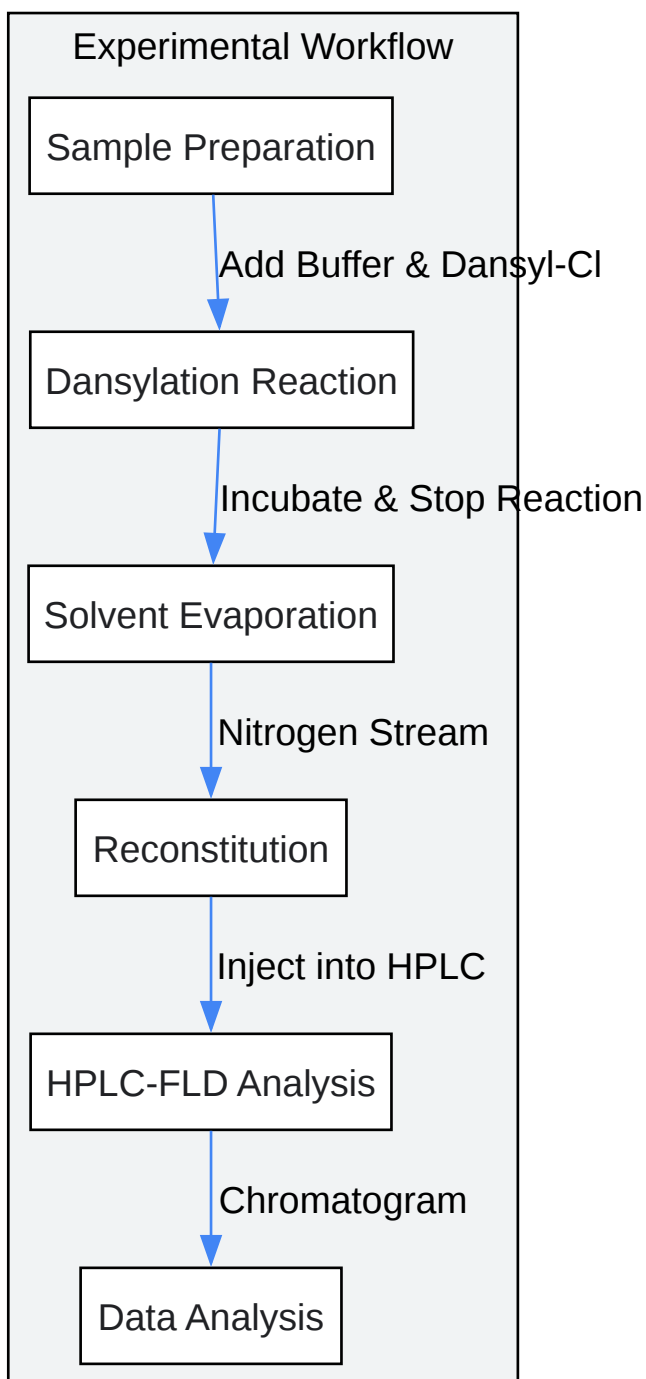 Experimental Workflow
Sample Preparation
Add Buffer & Dansyl-Cl
Dansylation Reaction
Incubate & Stop Reaction
Solvent Evaporation
Nitrogen Stream
Reconstitution
Inject into HPLC
HPLC-FLD Analysis
Chromatogram
Data Analysis